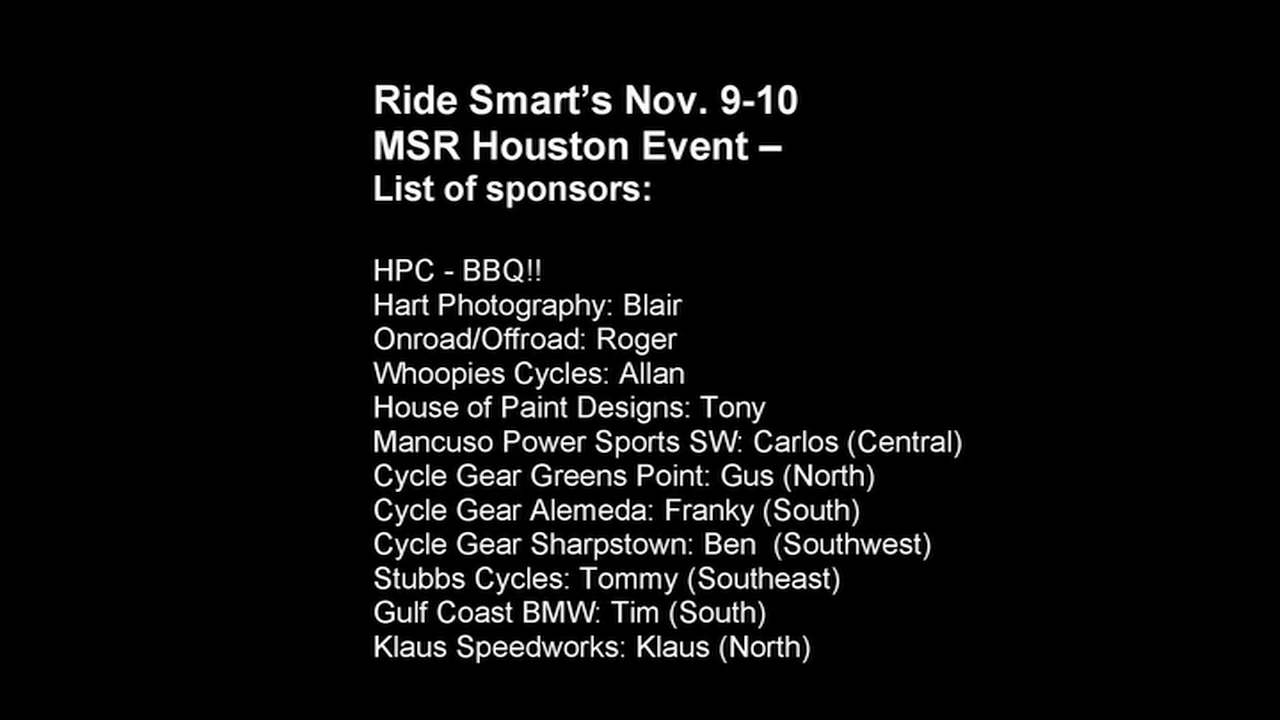 Ride Smart’s Nov. 9-10
MSR Houston Event –
List of sponsors:
HPC - BBQ!!
Hart Photography: Blair
Onroad/Offroad: Roger
Whoopies Cycles: Allan
House of Paint Designs: Tony
Mancuso Power Sports SW: Carlos (Central)
Cycle Gear Greens Point: Gus (North)
Cycle Gear Alemeda: Franky (South)
Cycle Gear Sharpstown: Ben  (Southwest)
Stubbs Cycles: Tommy (Southeast)
Gulf Coast BMW: Tim (South)
Klaus Speedworks: Klaus (North)